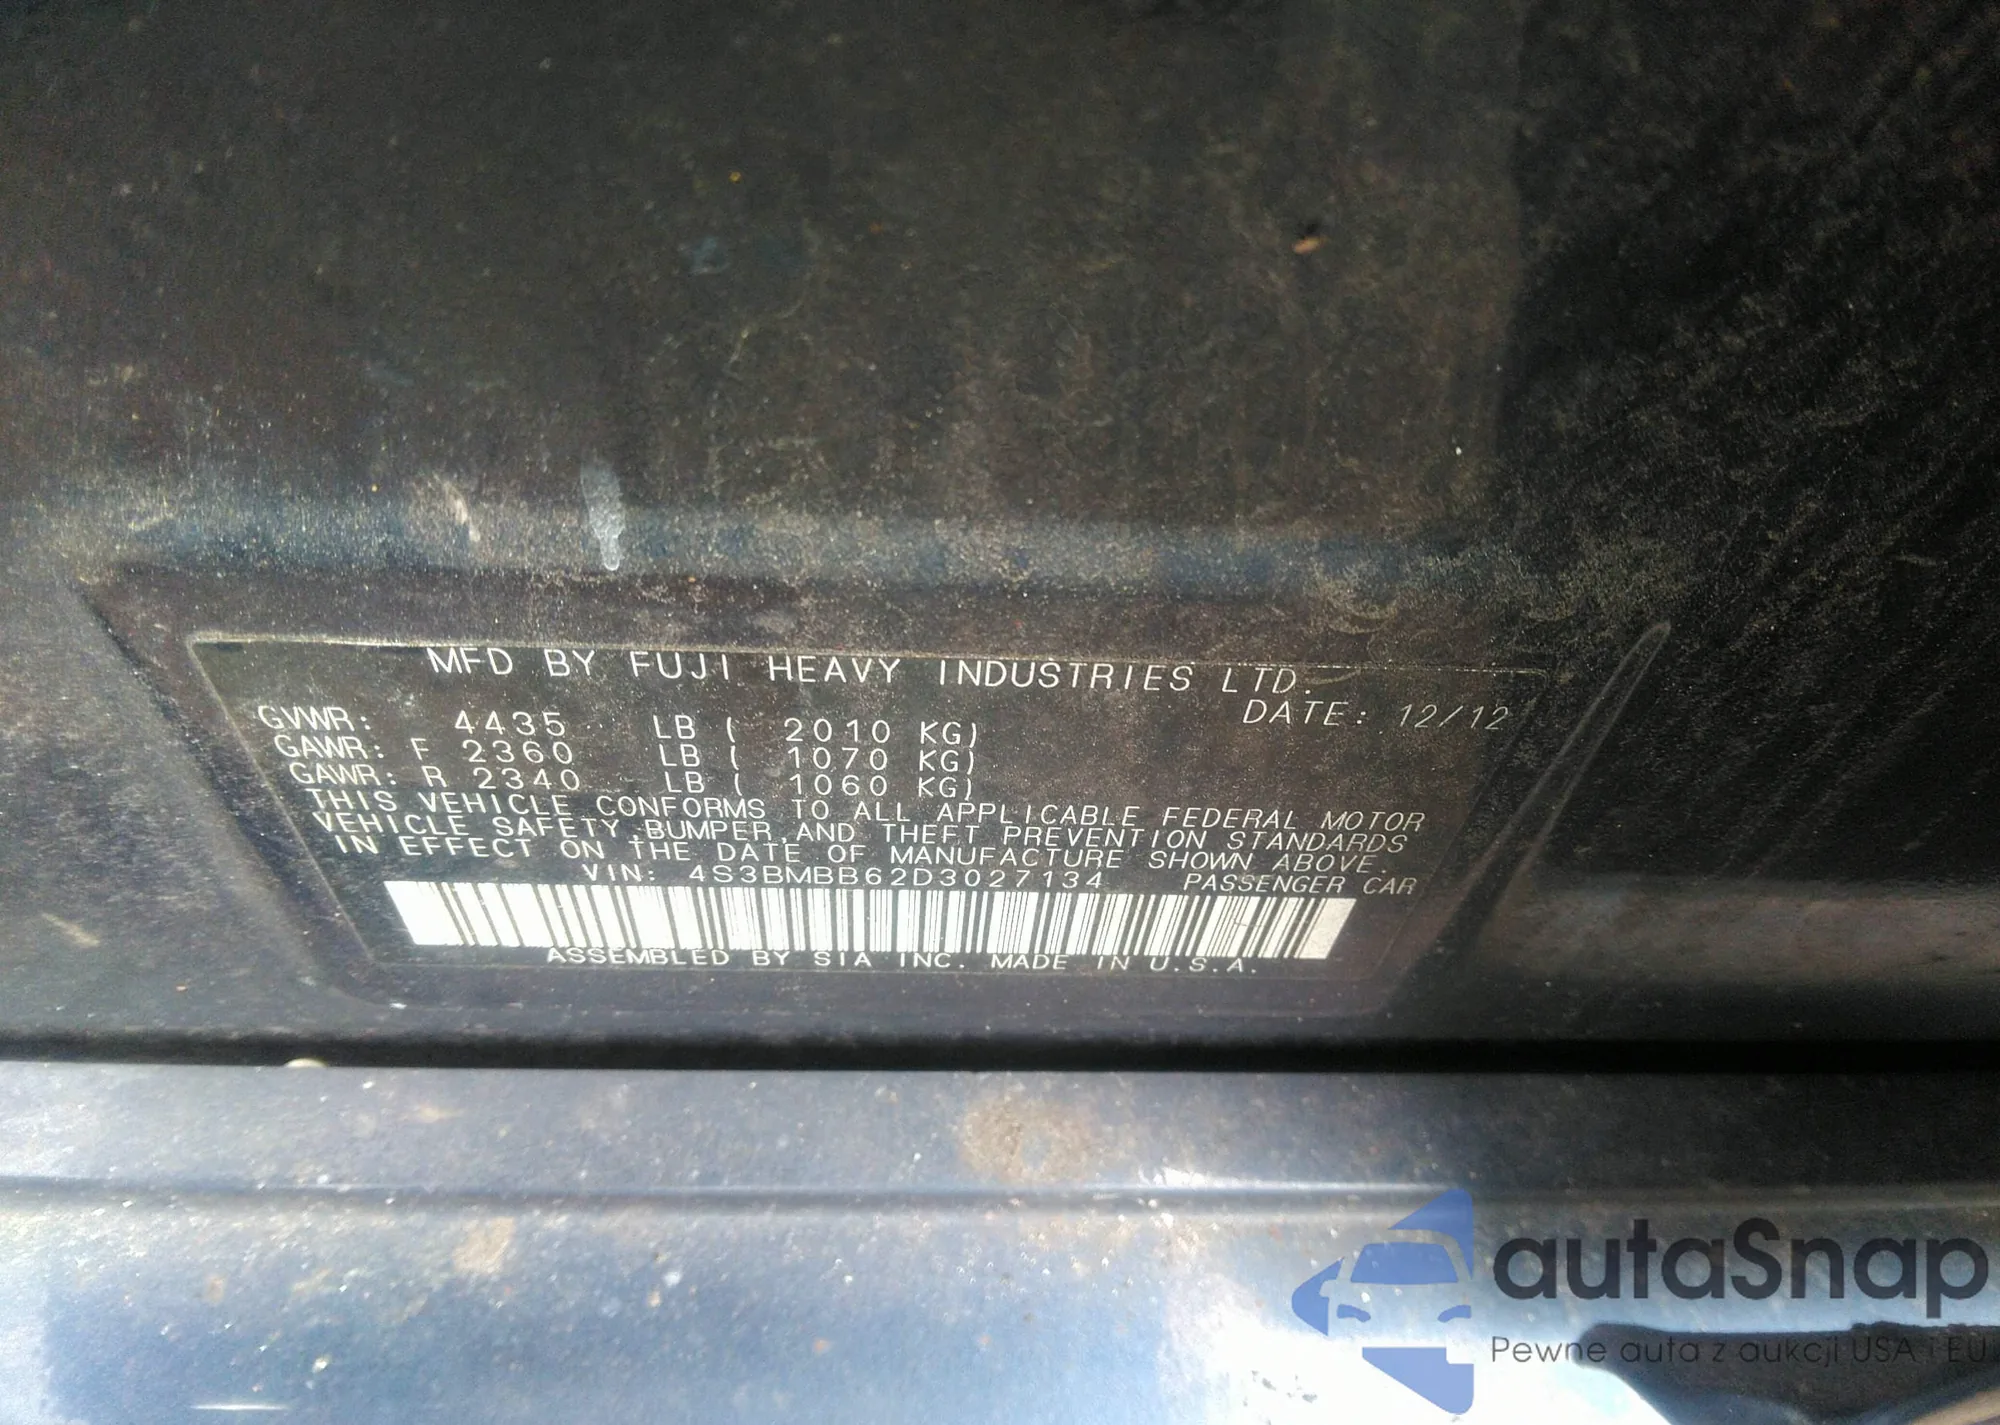 MFD BY FUJI HEAVY INDUSTRIES LTD.
DATE: 12/12
GVWR: 4435 LB ( 2010 KG)
GAWR: F 2360 LB ( 1070 KG)
GAWR: R 2340 LB ( 1060 KG)
THIS VEHICLE CONFORMS TO ALL APPLICABLE FEDERAL MOTOR
VEHICLE SAFETY, BUMPER, AND THEFT PREVENTION STANDARDS
IN EFFECT ON THE DATE OF MANUFACTURE SHOWN ABOVE.
VIN: 4S3BMBB62D3027134 PASSENGER CAR
ASSEMBLED BY SIA INC. MADE IN U.S.A.
autaSnap
Pewne auta z aukcji USA i EU